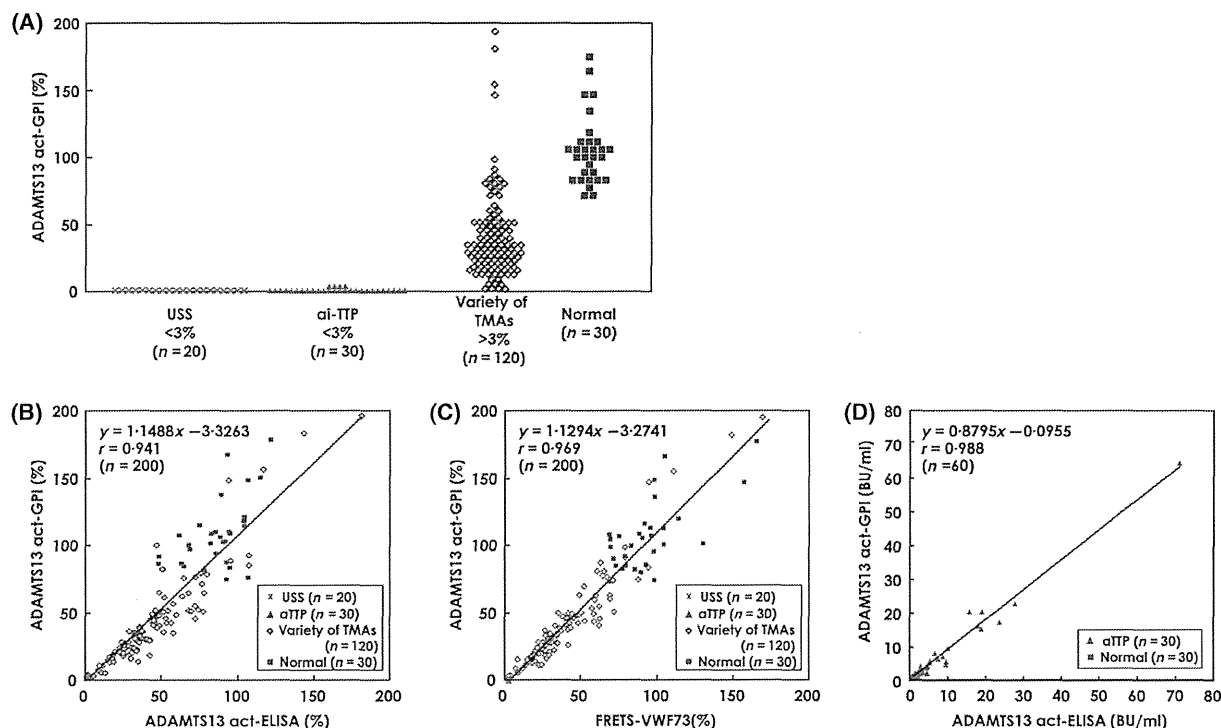 (A)
200
150
100
50
0
ADAMTS13 act-GPI (%)
USS
<3%
(n = 20)
ai-TTP
<3%
(n = 30)
Variety of
TMAs
>3%
(n = 120)
Normal
(n = 30)
(B)
200
150
100
50
0
ADAMTS13 act-GPI (%)
y = 1·1488x −3·3263
r = 0·941
(n = 200)
× USS (n = 20)
▲ aTTP (n = 30)
◇ Variety of TMAs
(n = 120)
■ Normal (n = 30)
0 50 100 150 200
ADAMTS13 act-ELISA (%)
(C)
200
150
100
50
0
ADAMTS13 act-GPI (%)
y = 1·1294x −3·2741
r = 0·969
(n = 200)
× USS (n = 20)
▲ aTTP (n = 30)
◇ Variety of TMAs
(n = 120)
■ Normal (n = 30)
0 50 100 150 200
FRETS-VWF73(%)
(D)
80
70
60
50
40
30
20
10
0
ADAMTS13 act-GPI (BU/ml)
y = 0·8795x −0·0955
r = 0·988
(n = 60)
▲ aTTP (n = 30)
■ Normal (n = 30)
0 10 20 30 40 50 60 70 80
ADAMTS13 act-ELISA (BU/ml)